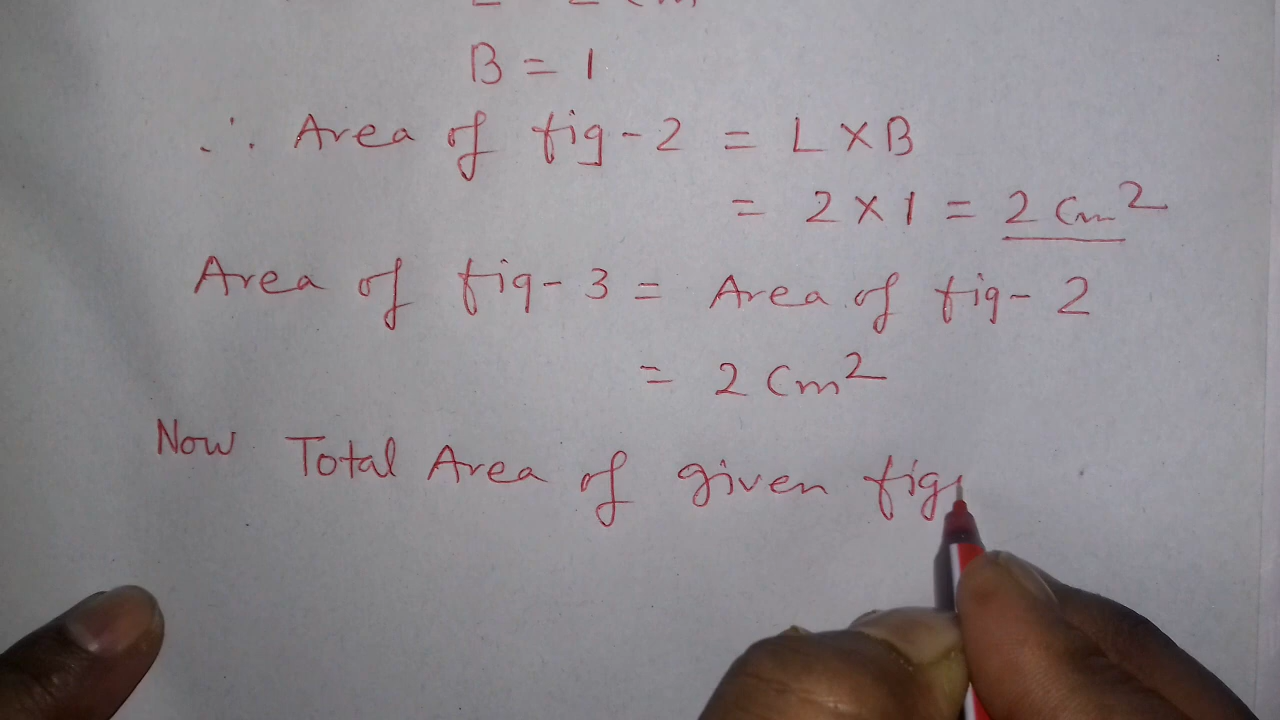 B = 1
∴ Area of fig-2 = L × B
= 2 × 1 = 2 Cm²
Area of fig-3 = Area of fig-2
= 2 Cm²
Now Total Area of given fig